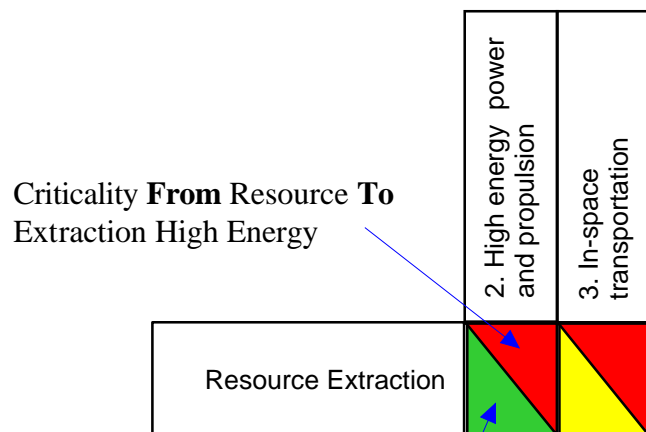 2. High energy power
and propulsion
3. In-space
transportation
Criticality From Resource To
Extraction High Energy
Resource Extraction